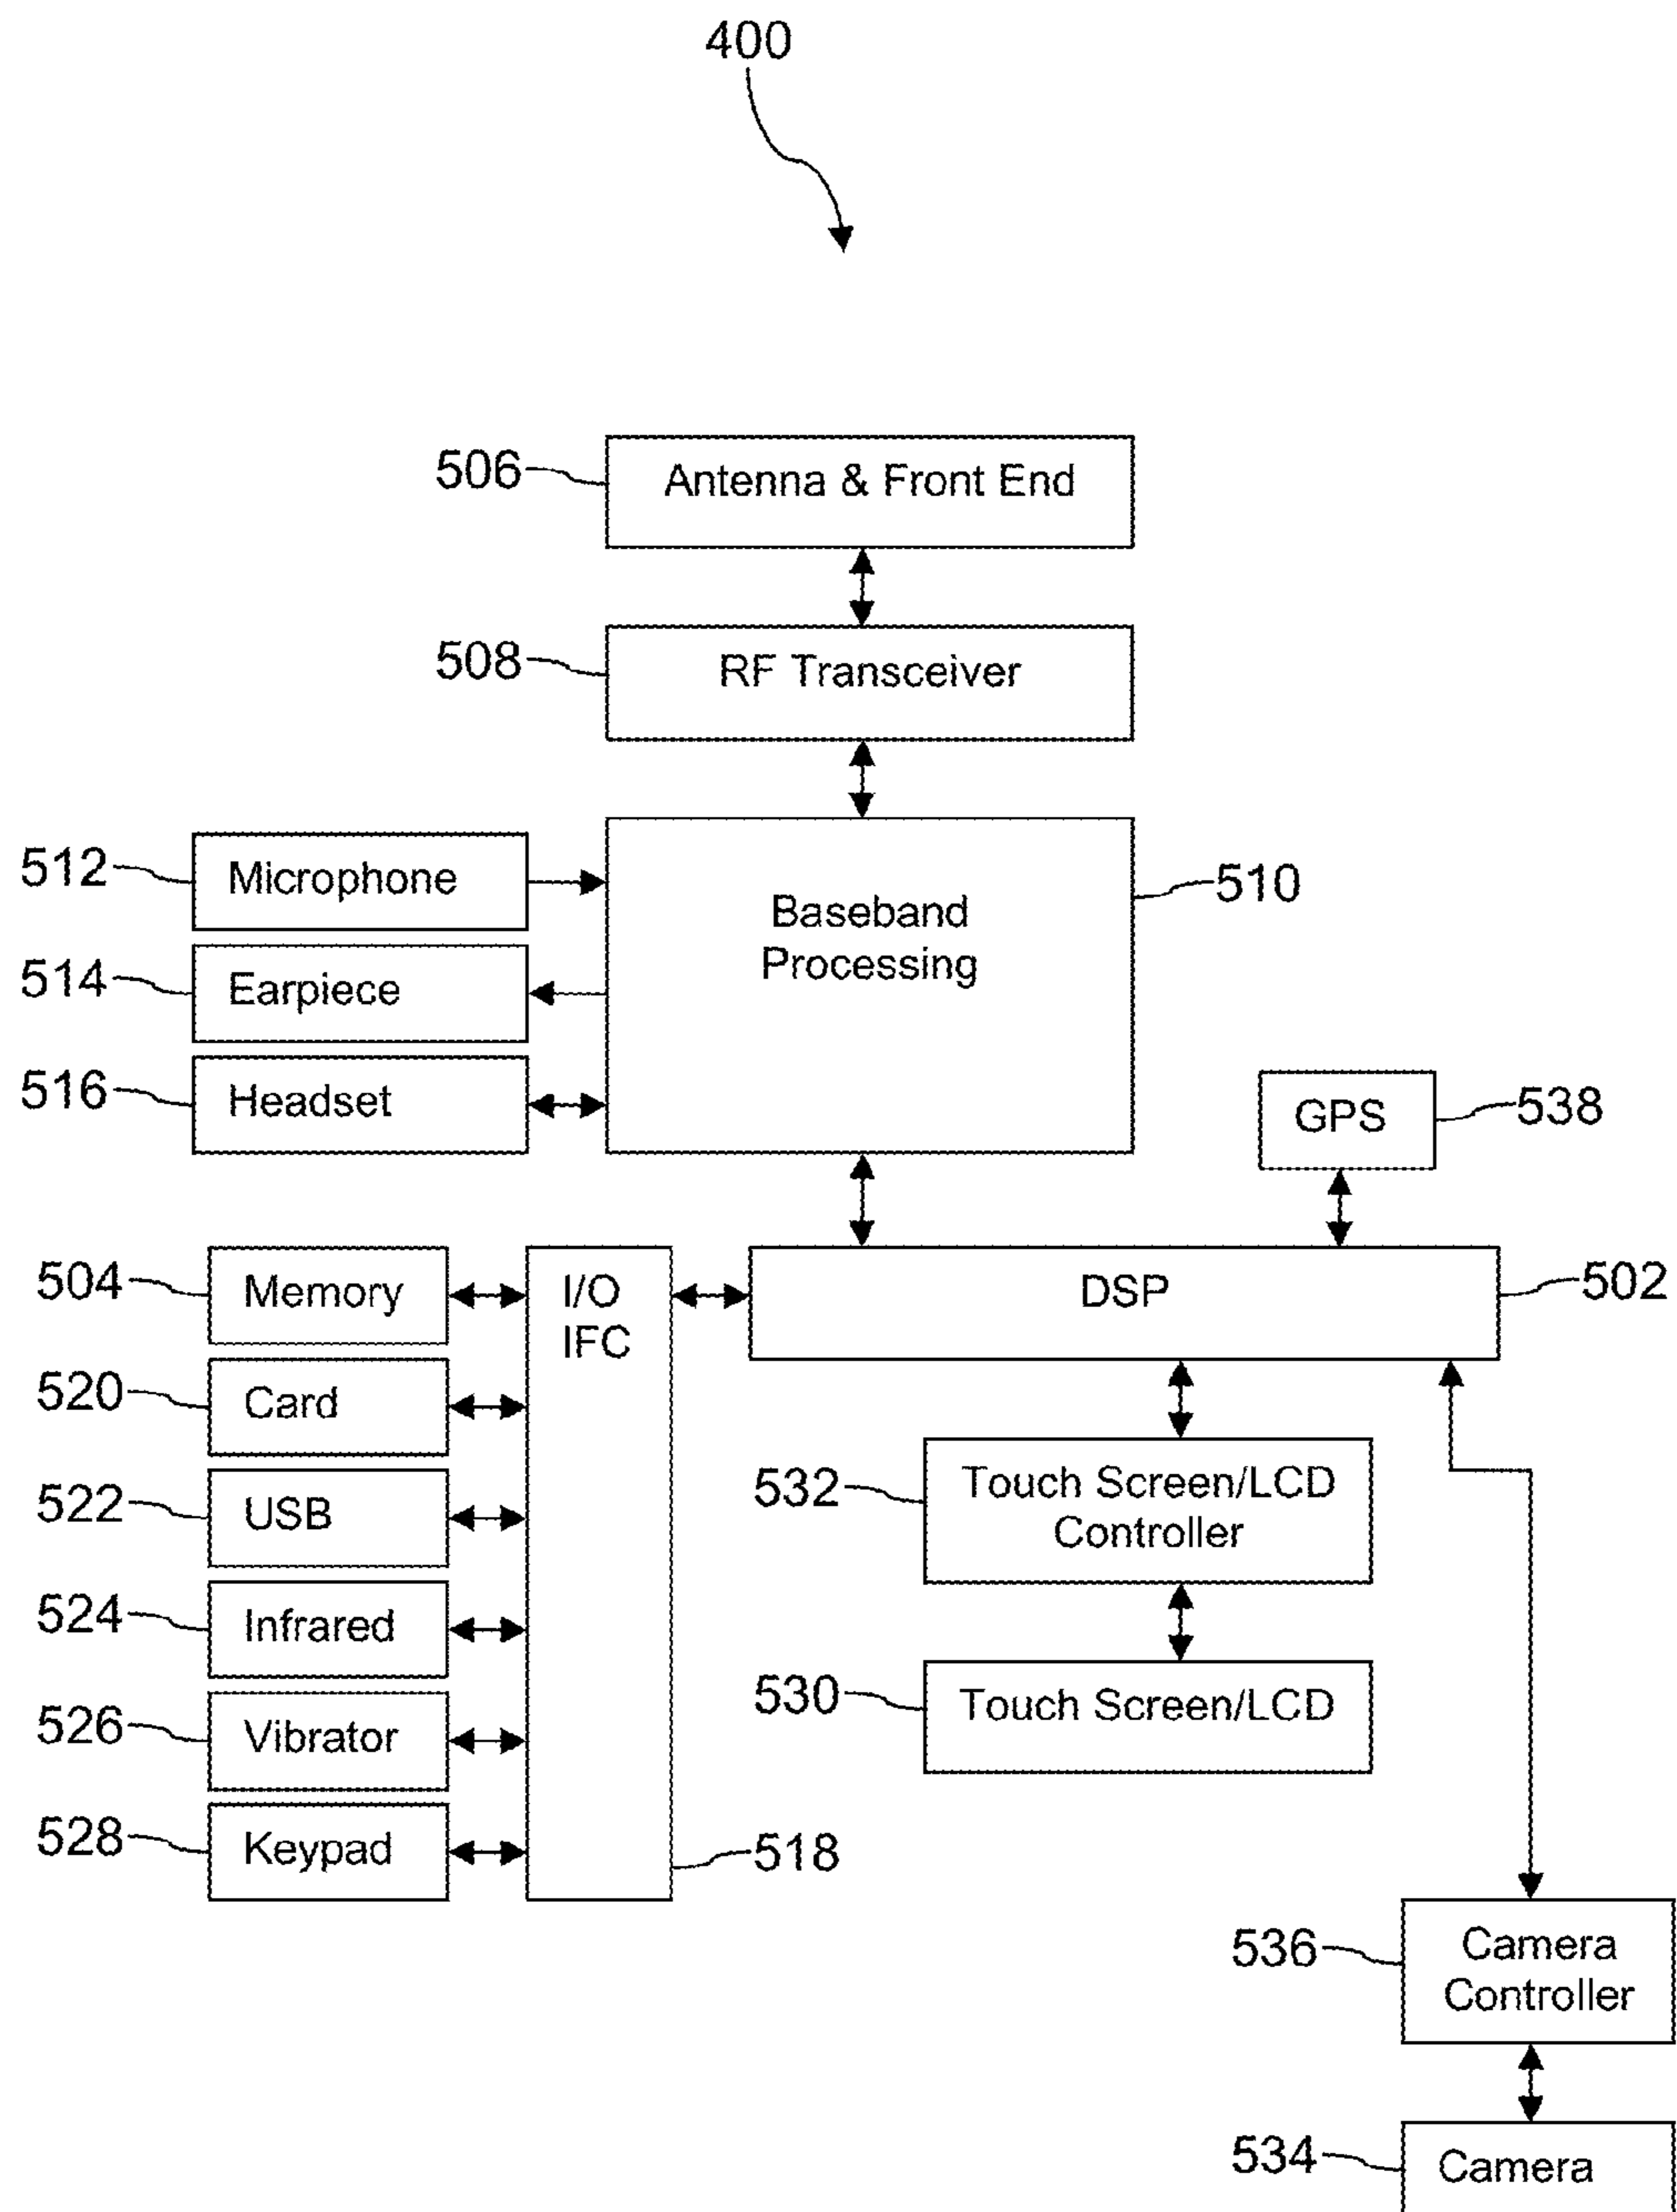 400
506
Antenna & Front End
508
RF Transceiver
512
Microphone
510
Baseband
Processing
514
Earpiece
516
Headset
GPS
538
504
Memory
I/O
IFC
DSP
502
520
Card
522
USB
532
Touch Screen/LCD
Controller
524
Infrared
526
Vibrator
530
Touch Screen/LCD
528
Keypad
518
536
Camera
Controller
534
Camera